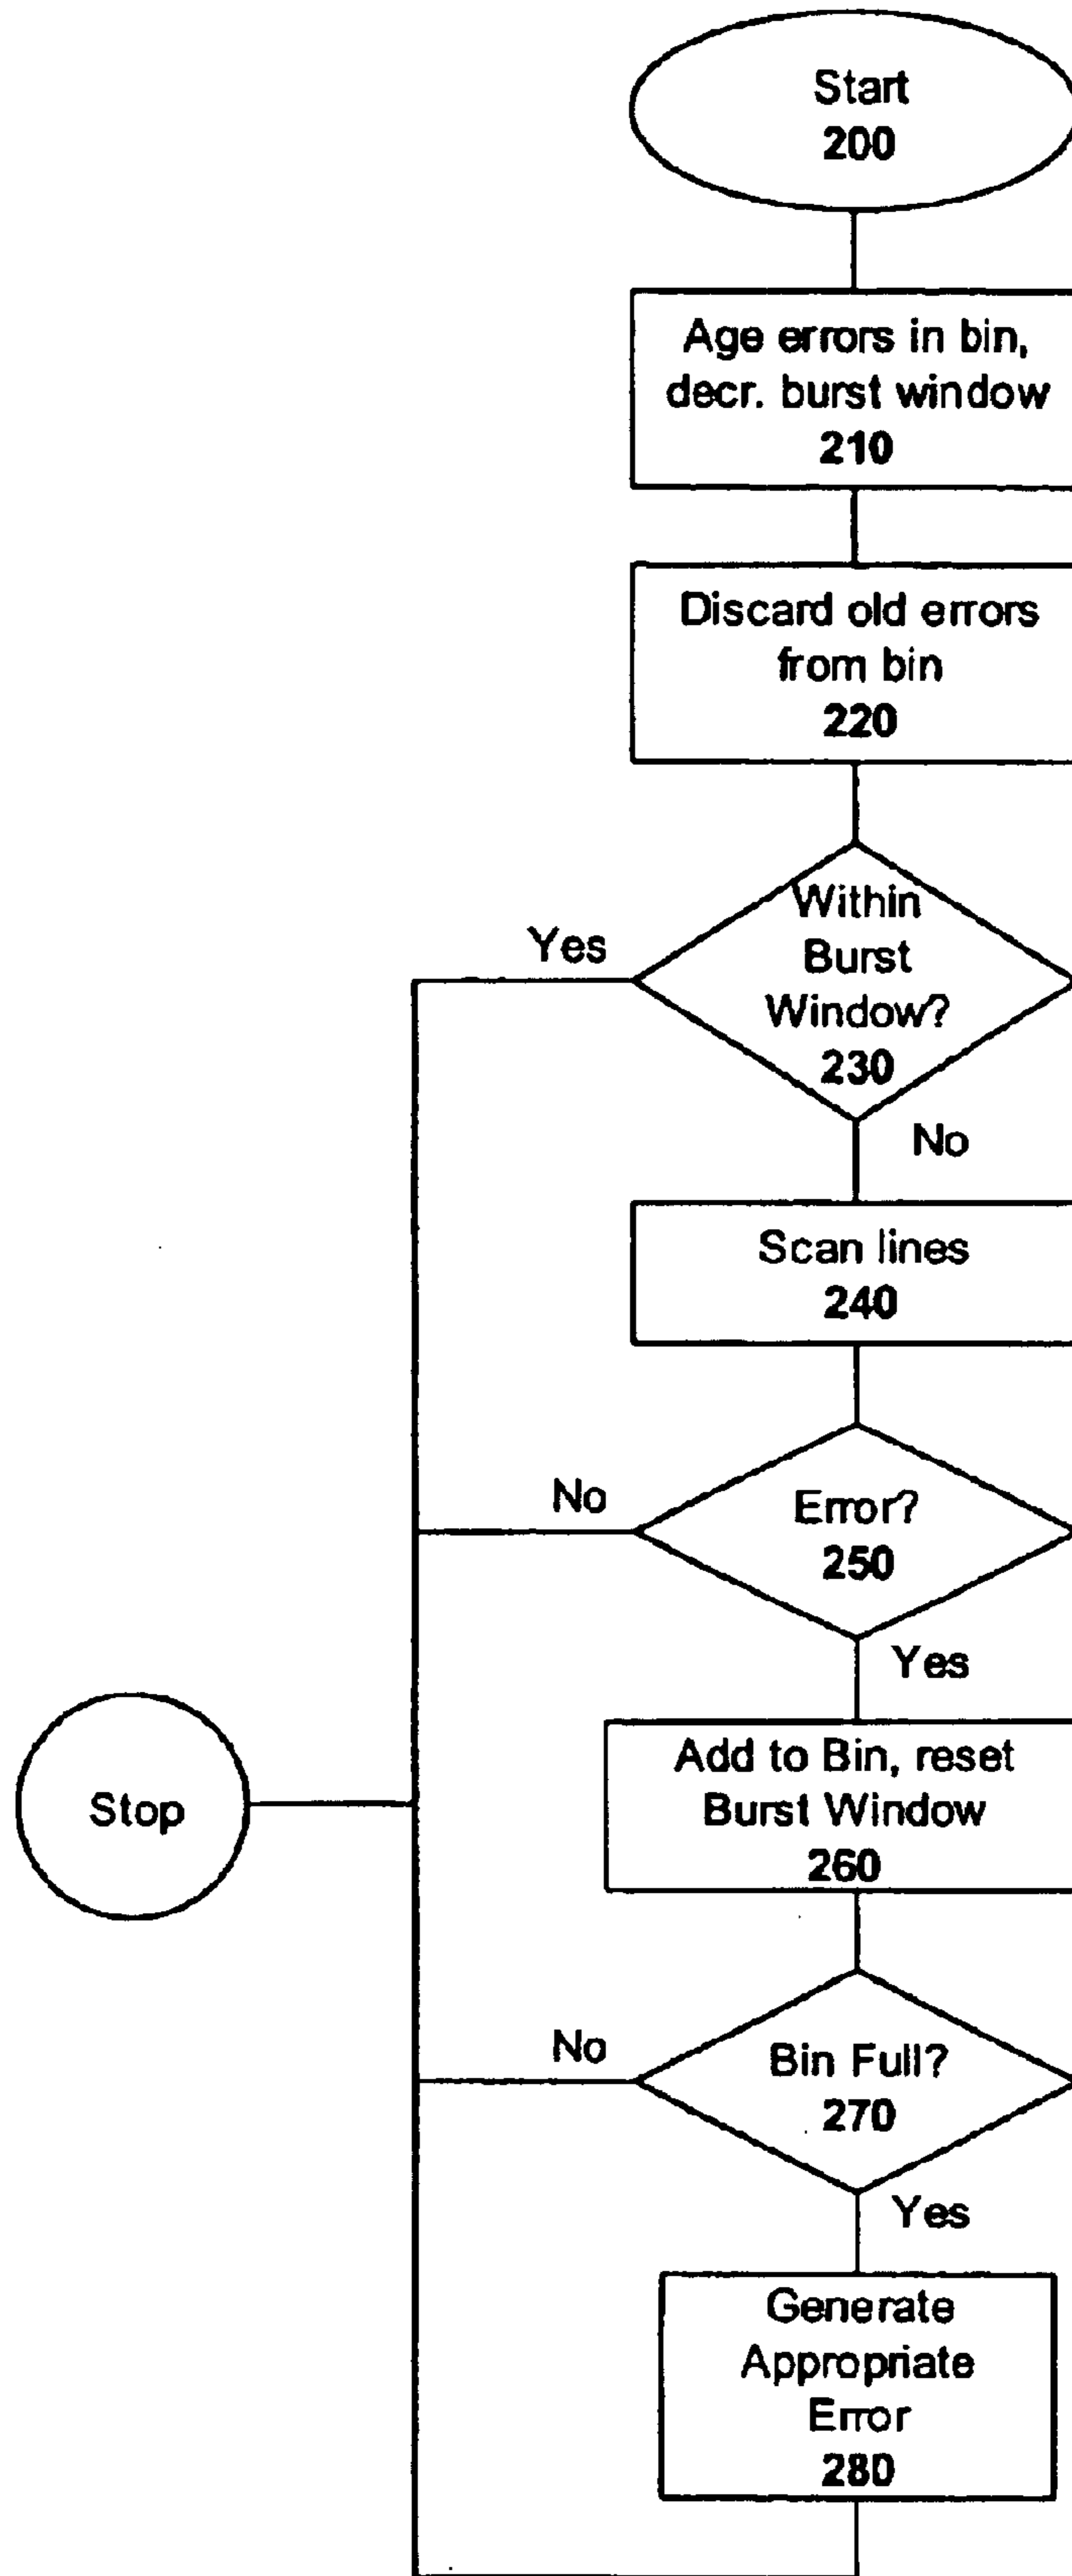 Start
200
Age errors in bin,
decr. burst window
210
Discard old errors
from bin
220
Within
Burst
Window?
230
Yes
No
Scan lines
240
Error?
250
No
Yes
Add to Bin, reset
Burst Window
260
Stop
Bin Full?
270
No
Yes
Generate
Appropriate
Error
280